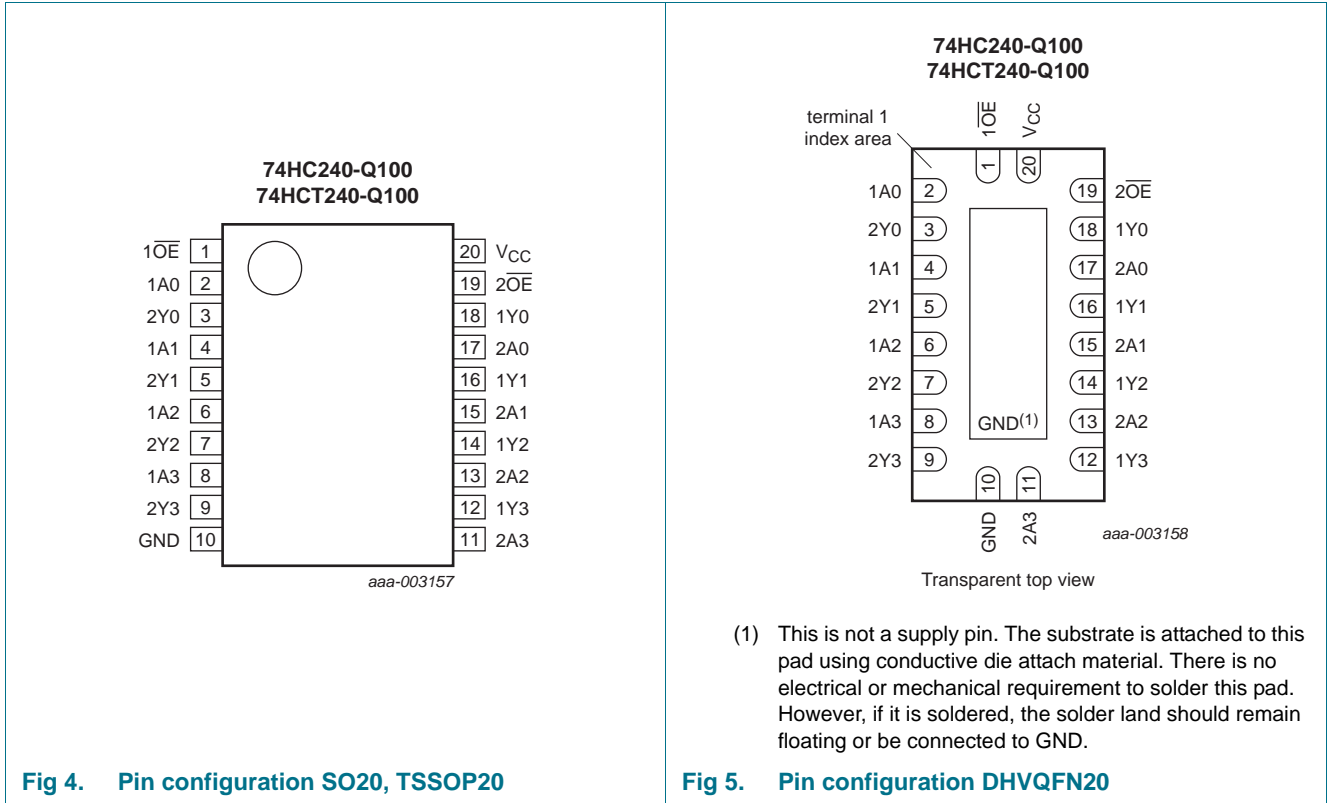 74HC240-Q100
74HCT240-Q100
1O̅E̅ 1
1A0 2
2Y0 3
1A1 4
2Y1 5
1A2 6
2Y2 7
1A3 8
2Y3 9
GND 10
20 VCC
19 2O̅E̅
18 1Y0
17 2A0
16 1Y1
15 2A1
14 1Y2
13 2A2
12 1Y3
11 2A3
aaa-003157
Fig 4. Pin configuration SO20, TSSOP20
74HC240-Q100
74HCT240-Q100
terminal 1
index area
1O̅E̅
VCC
1
20
1A0 2
2Y0 3
1A1 4
2Y1 5
1A2 6
2Y2 7
1A3 8
2Y3 9
19 2O̅E̅
18 1Y0
17 2A0
16 1Y1
15 2A1
14 1Y2
13 2A2
12 1Y3
GND(1)
10
11
GND
2A3
aaa-003158
Transparent top view
(1) This is not a supply pin. The substrate is attached to this
pad using conductive die attach material. There is no
electrical or mechanical requirement to solder this pad.
However, if it is soldered, the solder land should remain
floating or be connected to GND.
Fig 5. Pin configuration DHVQFN20